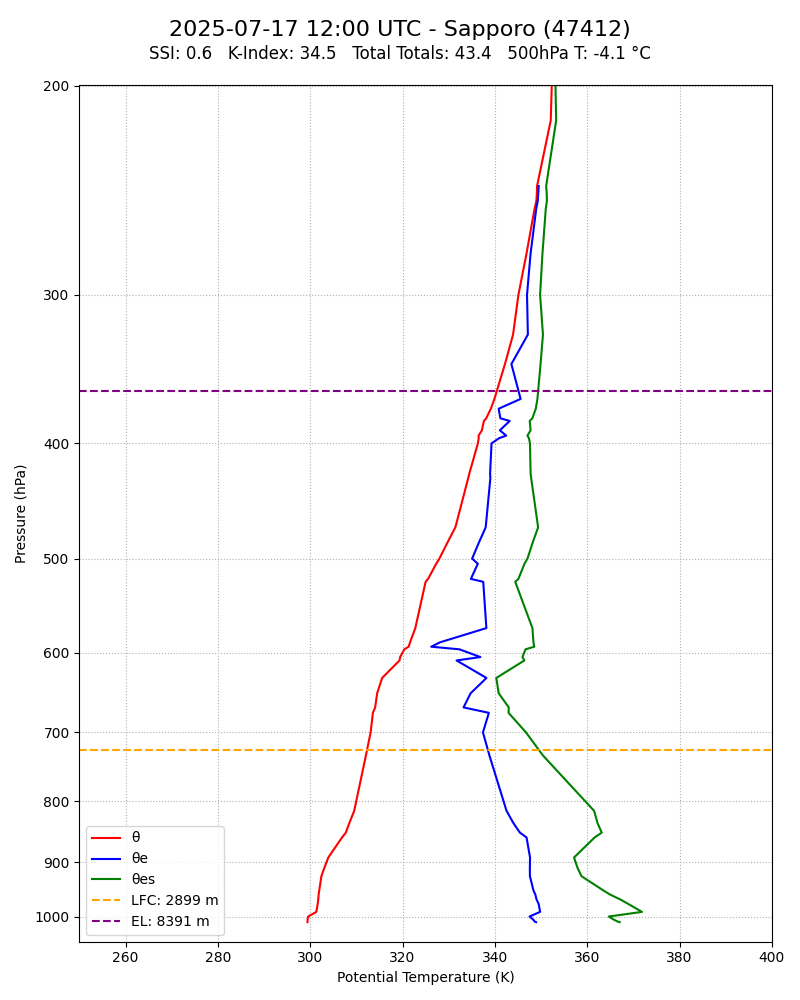 2025-07-17 12:00 UTC - Sapporo (47412)
SSI: 0.6 K-Index: 34.5 Total Totals: 43.4 500hPa T: -4.1 °C
200
300
400
500
600
700
800
900
1000
Pressure (hPa)
θ
θe
θes
LFC: 2899 m
EL: 8391 m
260 280 300 320 340 360 380 400
Potential Temperature (K)